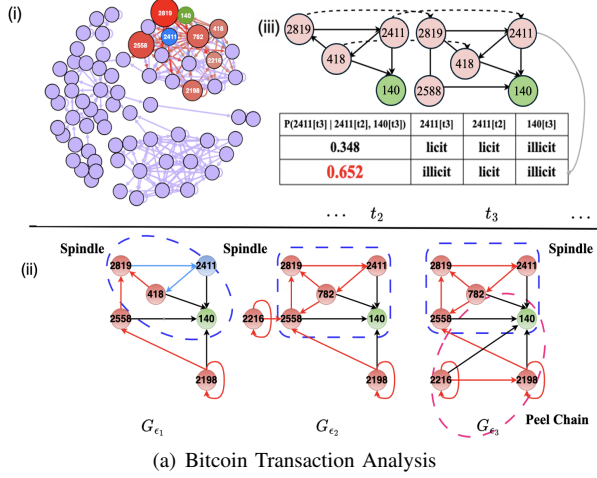 (i)
2819
140
418
2411
782
2558
2216
2198
(iii)
2819
2411
2819
2411
418
418
140
2588
140
P(2411[t3] | 2411[t2], 140[t3])
2411[t3]
2411[t2]
140[t3]
0.348
licit
licit
illicit
0.652
illicit
licit
illicit
... t₂ t₃ ...
(ii)
Spindle
Spindle
Spindle
2819
2411
418
2558
140
2198
2819
2411
782
2216
2558
140
2198
2819
2411
782
2558
140
2216
2198
Peel Chain
G_ϵ₁
G_ϵ₂
G_ϵ₃
(a) Bitcoin Transaction Analysis